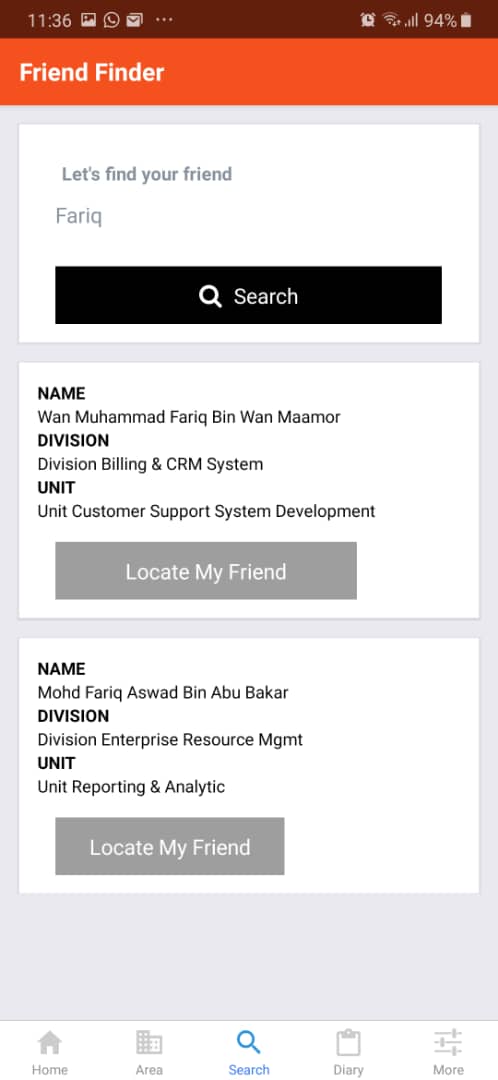 11:36 ... 94%
Friend Finder
Let's find your friend
Fariq
Search
NAME
Wan Muhammad Fariq Bin Wan Maamor
DIVISION
Division Billing & CRM System
UNIT
Unit Customer Support System Development
Locate My Friend
NAME
Mohd Fariq Aswad Bin Abu Bakar
DIVISION
Division Enterprise Resource Mgmt
UNIT
Unit Reporting & Analytic
Locate My Friend
Home Area Search Diary More